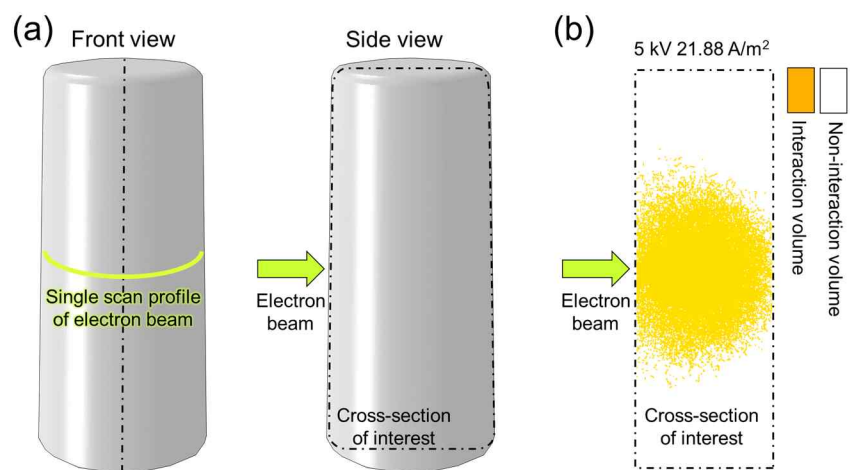 (a)
Front view
Side view
Single scan profile
of electron beam
Electron
beam
Cross-section
of interest
(b)
5 kV 21.88 A/m²
Interaction volume
Non-interaction volume
Electron
beam
Cross-section
of interest